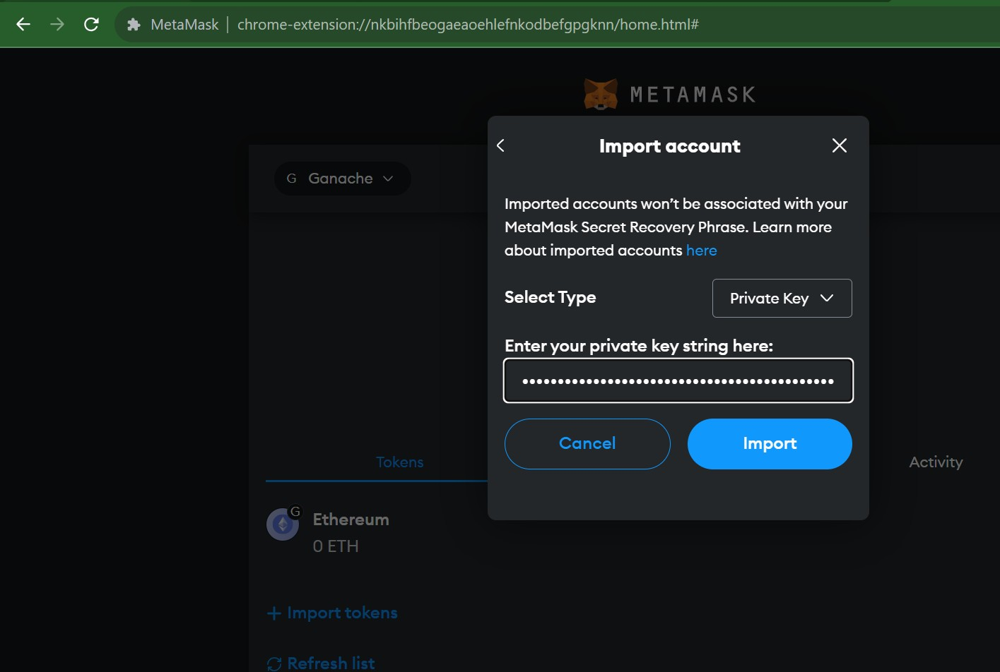 MetaMask | chrome-extension://nkbihfbeogaeaoehlefnkodbefgpgknn/home.html#
METAMASK
G Ganache
Import account
Imported accounts won’t be associated with your
MetaMask Secret Recovery Phrase. Learn more
about imported accounts here
Select Type
Private Key
Enter your private key string here:
Cancel
Import
Tokens
Activity
G
Ethereum
0 ETH
+ Import tokens
Refresh list